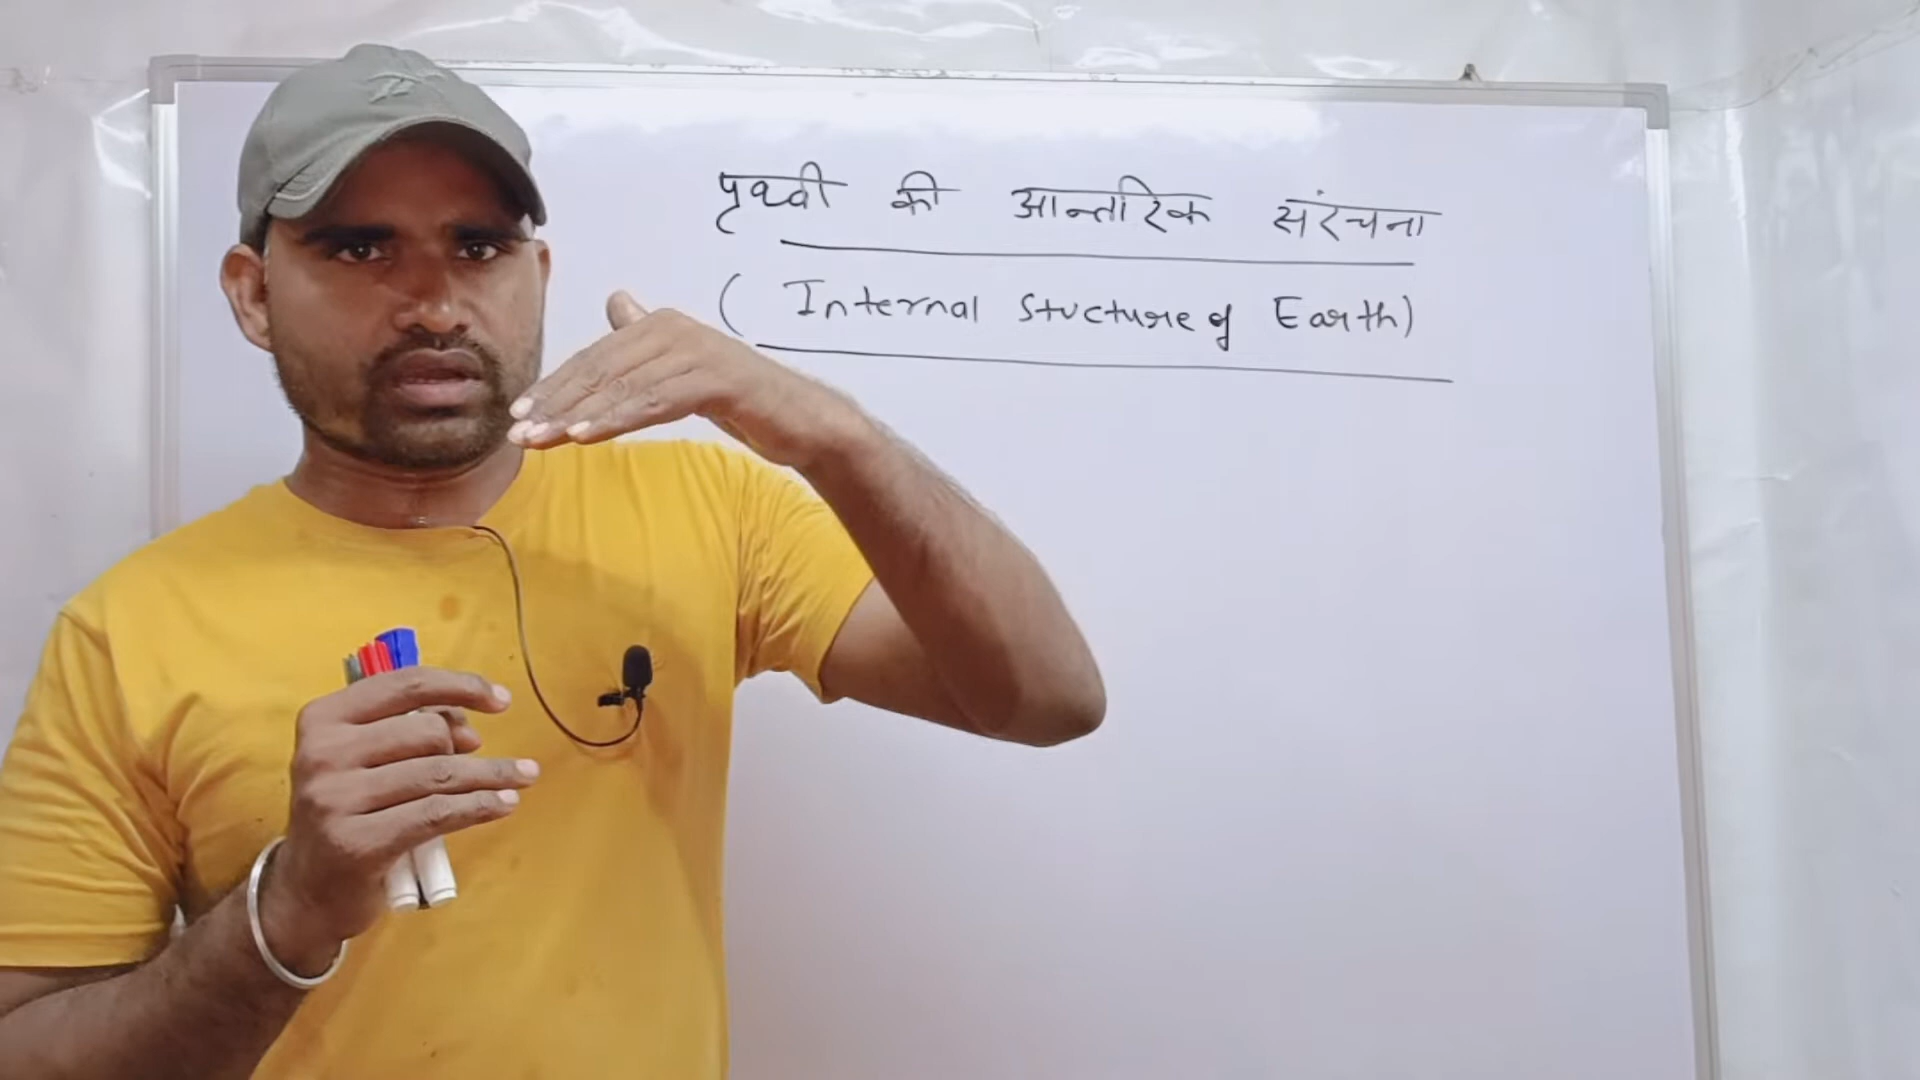 पृथ्वी की आन्तरिक संरचना
( Internal Stucture of Earth)